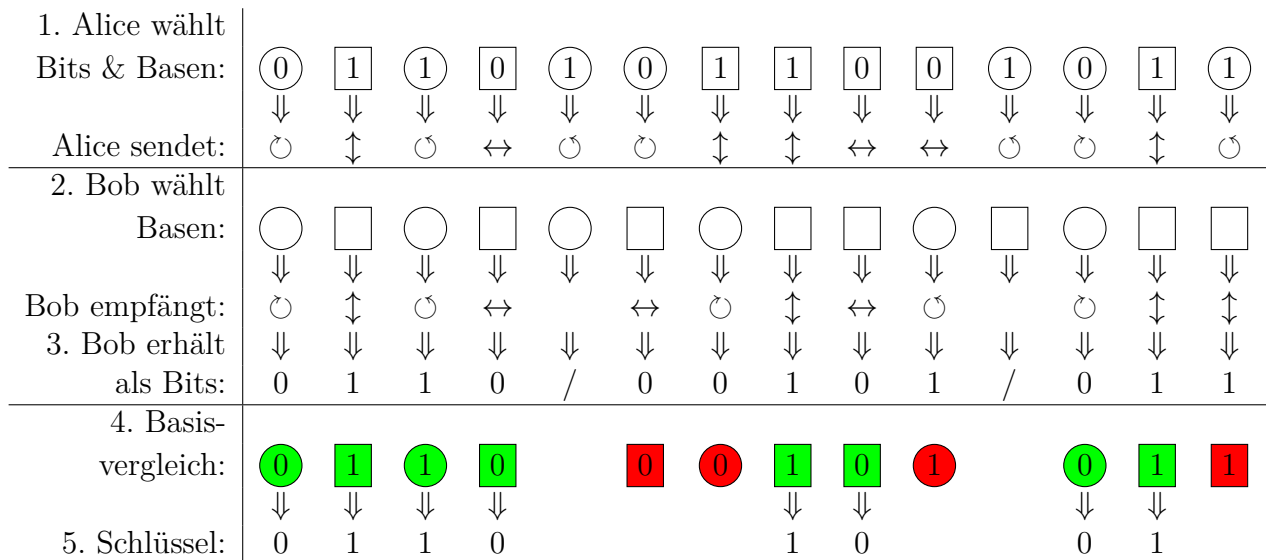 1. Alice wählt
Bits & Basen: 0 1 1 0 1 0 1 1 0 0 1 0 1 1
⇓ ⇓ ⇓ ⇓ ⇓ ⇓ ⇓ ⇓ ⇓ ⇓ ⇓ ⇓ ⇓ ⇓
Alice sendet: ↻ ↕ ↺ ↔ ↺ ↻ ↕ ↕ ↔ ↔ ↺ ↻ ↕ ↺
2. Bob wählt
Basen:
⇓ ⇓ ⇓ ⇓ ⇓ ⇓ ⇓ ⇓ ⇓ ⇓ ⇓ ⇓ ⇓ ⇓
Bob empfängt: ↻ ↕ ↺ ↔ ↔ ↻ ↕ ↔ ↺ ↻ ↕ ↕
3. Bob erhält ⇓ ⇓ ⇓ ⇓ ⇓ ⇓ ⇓ ⇓ ⇓ ⇓ ⇓ ⇓ ⇓ ⇓
als Bits: 0 1 1 0 / 0 0 1 0 1 / 0 1 1
4. Basis-
vergleich: 0 1 1 0 0 0 1 0 1 0 1 1
⇓ ⇓ ⇓ ⇓ ⇓ ⇓ ⇓ ⇓
5. Schlüssel: 0 1 1 0 1 0 0 1